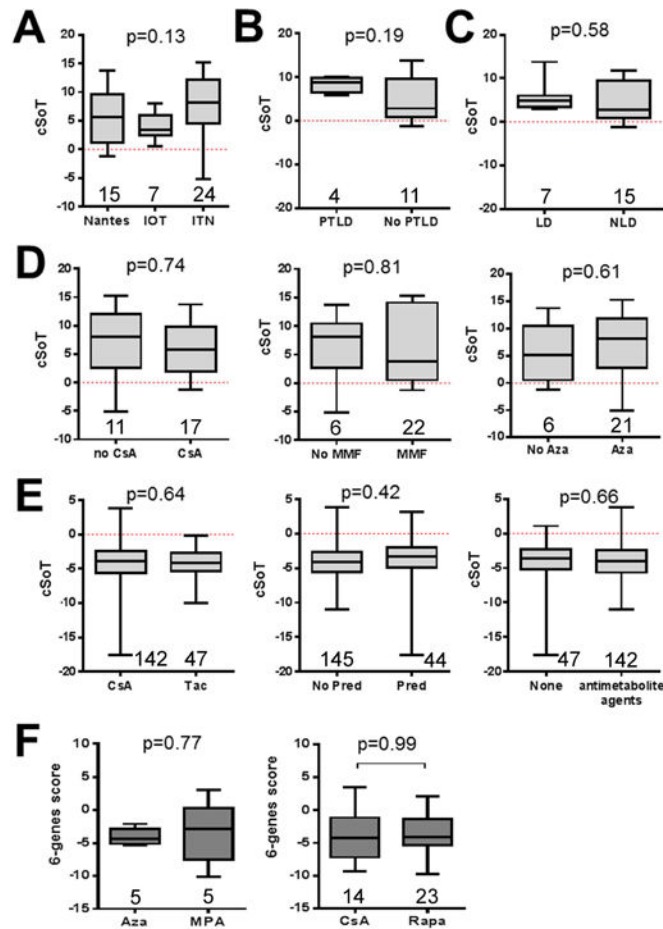 A
p=0.13
cSoT
20
15
10
5
0
-5
-10
15
7
24
Nantes
IOT
ITN
B
p=0.19
cSoT
20
10
0
-10
-20
4
11
PTLD
No PTLD
C
p=0.58
cSoT
20
10
0
-10
-20
7
15
LD
NLD
D
p=0.74
cSoT
20
15
10
5
0
-5
-10
11
17
no CsA
CsA
p=0.81
cSoT
20
15
10
5
0
-5
-10
6
22
No MMF
MMF
p=0.61
cSoT
20
15
10
5
0
-5
-10
6
21
No Aza
Aza
E
p=0.64
cSoT
5
0
-5
-10
-15
-20
142
47
CsA
Tac
p=0.42
cSoT
5
0
-5
-10
-15
-20
145
44
No Pred
Pred
p=0.66
cSoT
5
0
-5
-10
-15
-20
47
142
None
antimetabolite
agents
F
p=0.77
6-genes score
10
5
0
-5
-10
-15
5
5
Aza
MPA
p=0.99
6-genes score
10
5
0
-5
-10
-15
14
23
CsA
Rapa